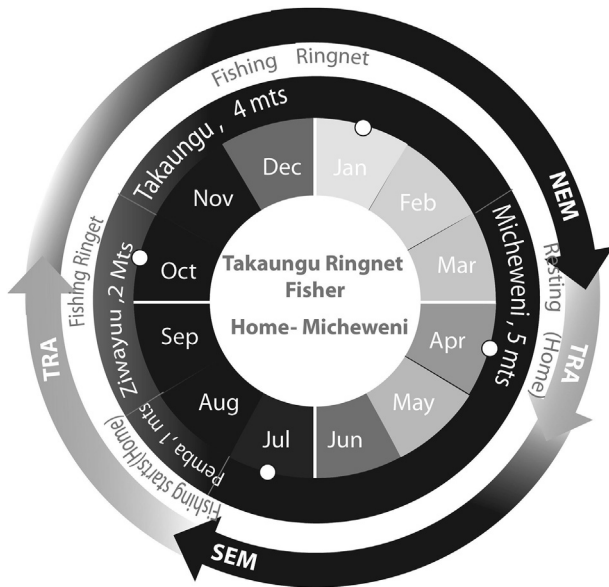 Fishing Ringnet
Takaungu, 4 mts
Dec
Jan
Nov
Feb
NEM
Oct
Mar
Takaungu Ringnet
Fisher
Home- Micheweni
Fishing Ringet
Ziwayuu ,2 Mts
Micheweni , 5 mts
Resting (Home)
Sep
Apr
TRA
TRA
Aug
May
Jul
Jun
Pemba ,1 mts
Fishing starts(Home)
SEM